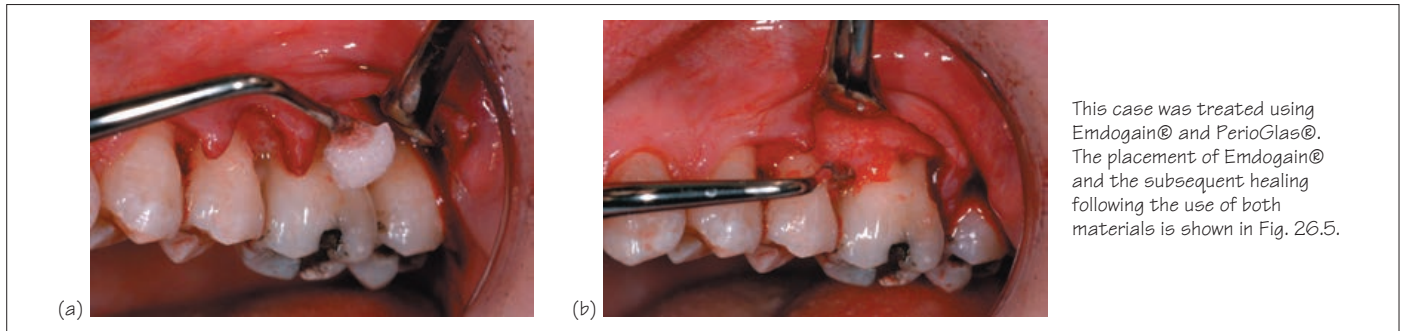 This case was treated using
Emdogain® and PerioGlas®.
The placement of Emdogain®
and the subsequent healing
following the use of both
materials is shown in Fig. 26.5.
(a)
(b)